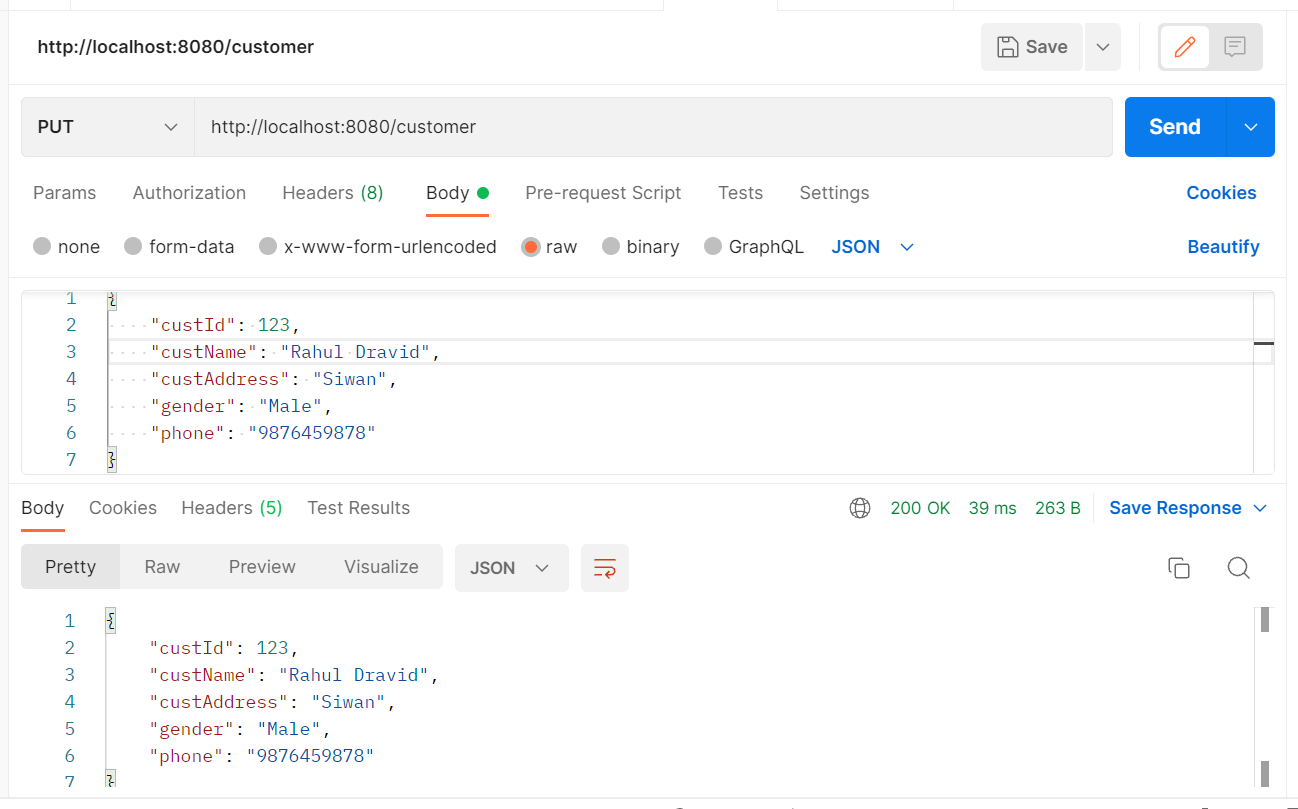 http://localhost:8080/customer
Save
PUT
http://localhost:8080/customer
Send
Params Authorization Headers (8) Body Pre-request Script Tests Settings Cookies
none form-data x-www-form-urlencoded raw binary GraphQL JSON Beautify
1 {
2 "custId": 123,
3 "custName": "Rahul Dravid",
4 "custAddress": "Siwan",
5 "gender": "Male",
6 "phone": "9876459878"
7 }
Body Cookies Headers (5) Test Results 200 OK 39 ms 263 B Save Response
Pretty Raw Preview Visualize JSON
1 {
2 "custId": 123,
3 "custName": "Rahul Dravid",
4 "custAddress": "Siwan",
5 "gender": "Male",
6 "phone": "9876459878"
7 }